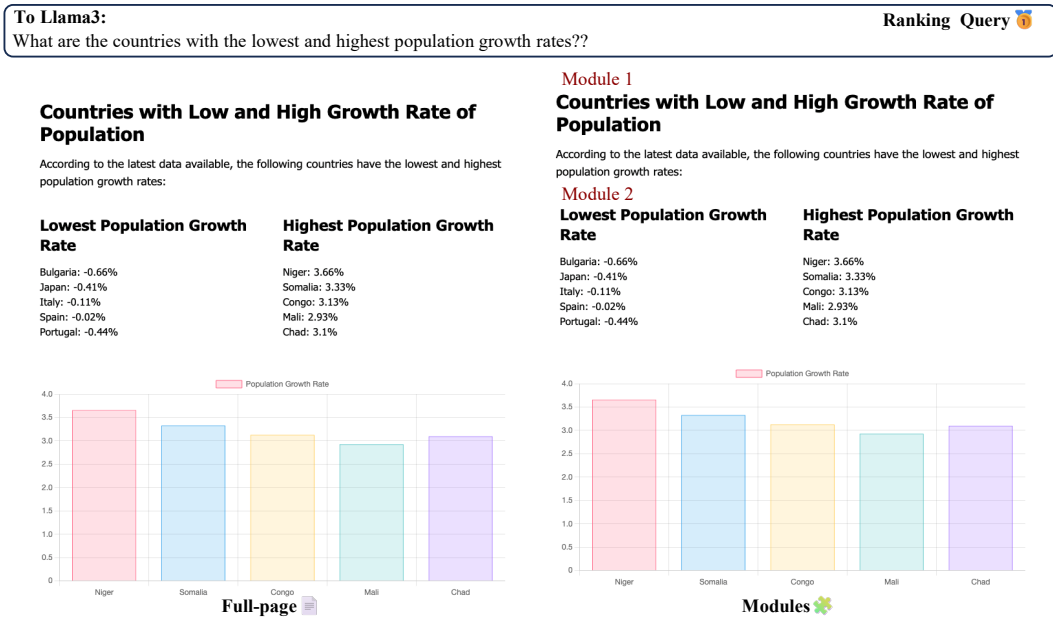 To Llama3:
Ranking Query
What are the countries with the lowest and highest population growth rates??
Countries with Low and High Growth Rate of
Population
According to the latest data available, the following countries have the lowest and highest
population growth rates:
Lowest Population Growth
Rate
Bulgaria: -0.66%
Japan: -0.41%
Italy: -0.11%
Spain: -0.02%
Portugal: -0.44%
Highest Population Growth
Rate
Niger: 3.66%
Somalia: 3.33%
Congo: 3.13%
Mali: 2.93%
Chad: 3.1%
Population Growth Rate
4.0
3.5
3.0
2.5
2.0
1.5
1.0
0.5
0
Niger Somalia Congo Mali Chad
Full-page
Module 1
Countries with Low and High Growth Rate of
Population
According to the latest data available, the following countries have the lowest and highest
population growth rates:
Module 2
Lowest Population Growth
Rate
Bulgaria: -0.66%
Japan: -0.41%
Italy: -0.11%
Spain: -0.02%
Portugal: -0.44%
Highest Population Growth
Rate
Niger: 3.66%
Somalia: 3.33%
Congo: 3.13%
Mali: 2.93%
Chad: 3.1%
Population Growth Rate
4.0
3.5
3.0
2.5
2.0
1.5
1.0
0.5
0
Niger Somalia Congo Mali Chad
Modules